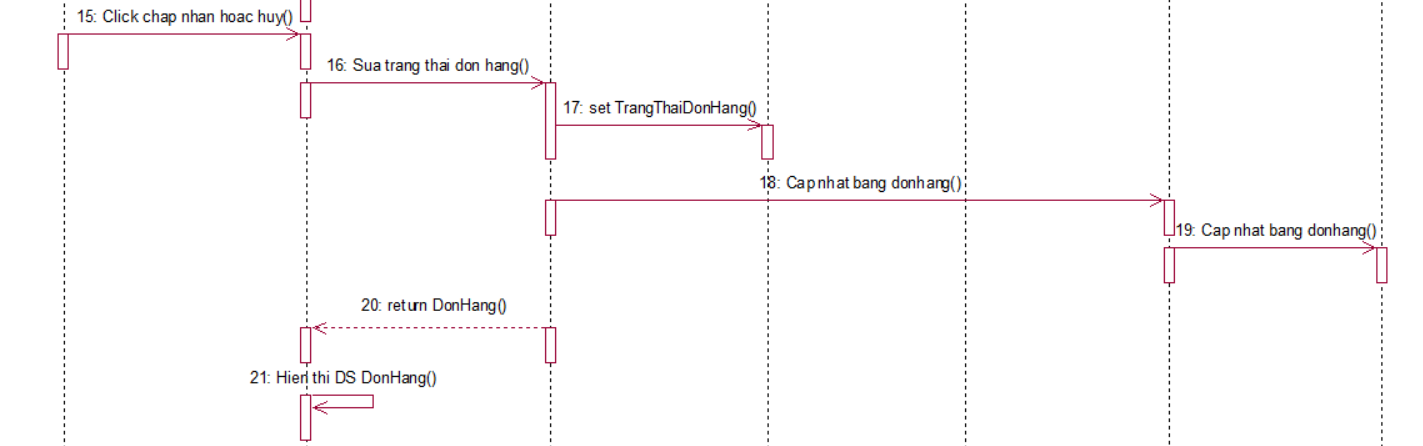 15: Click chap nhan hoac huy()
16: Sua trang thai don hang()
17: set TrangThaiDonHang()
18: Cap nhat bang donhang()
19: Cap nhat bang donhang()
20: return DonHang()
21: Hien thi DS DonHang()